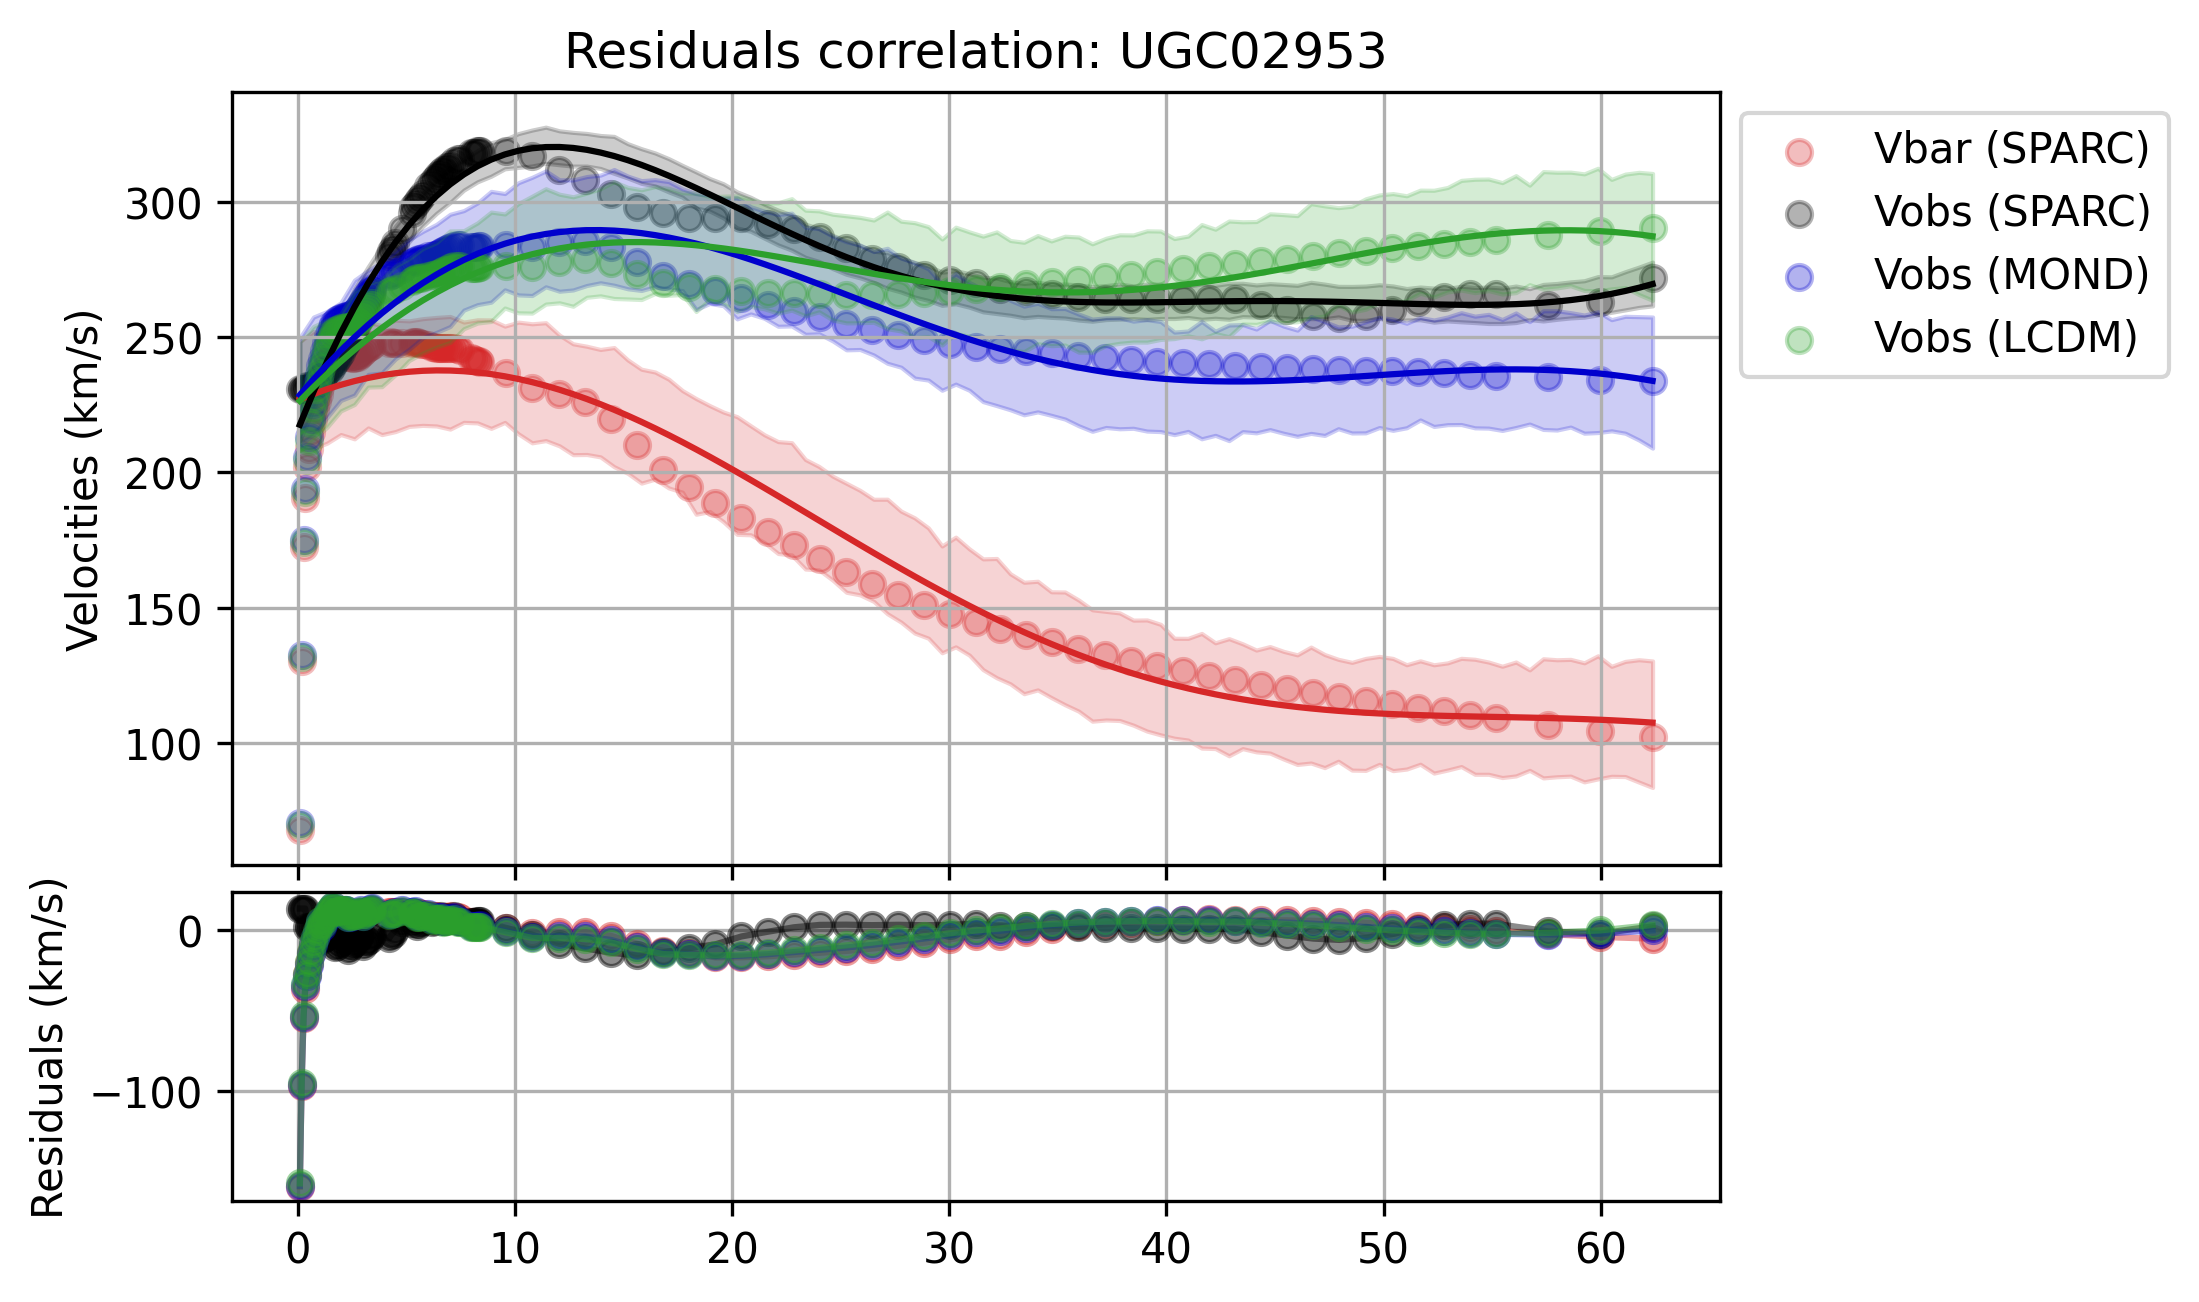 Residuals correlation: UGC02953
Velocities (km/s)
300
250
200
150
100
Vbar (SPARC)
Vobs (SPARC)
Vobs (MOND)
Vobs (LCDM)
Residuals (km/s)
0
−100
0 10 20 30 40 50 60